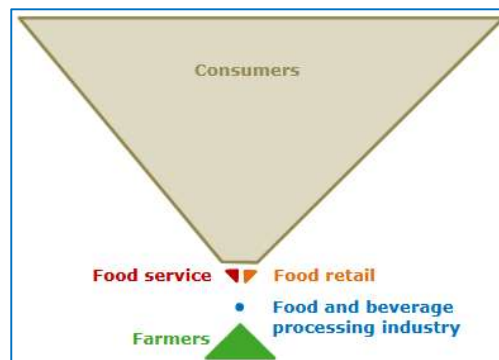 Consumers
Food service
Food retail
Food and beverage
processing industry
Farmers